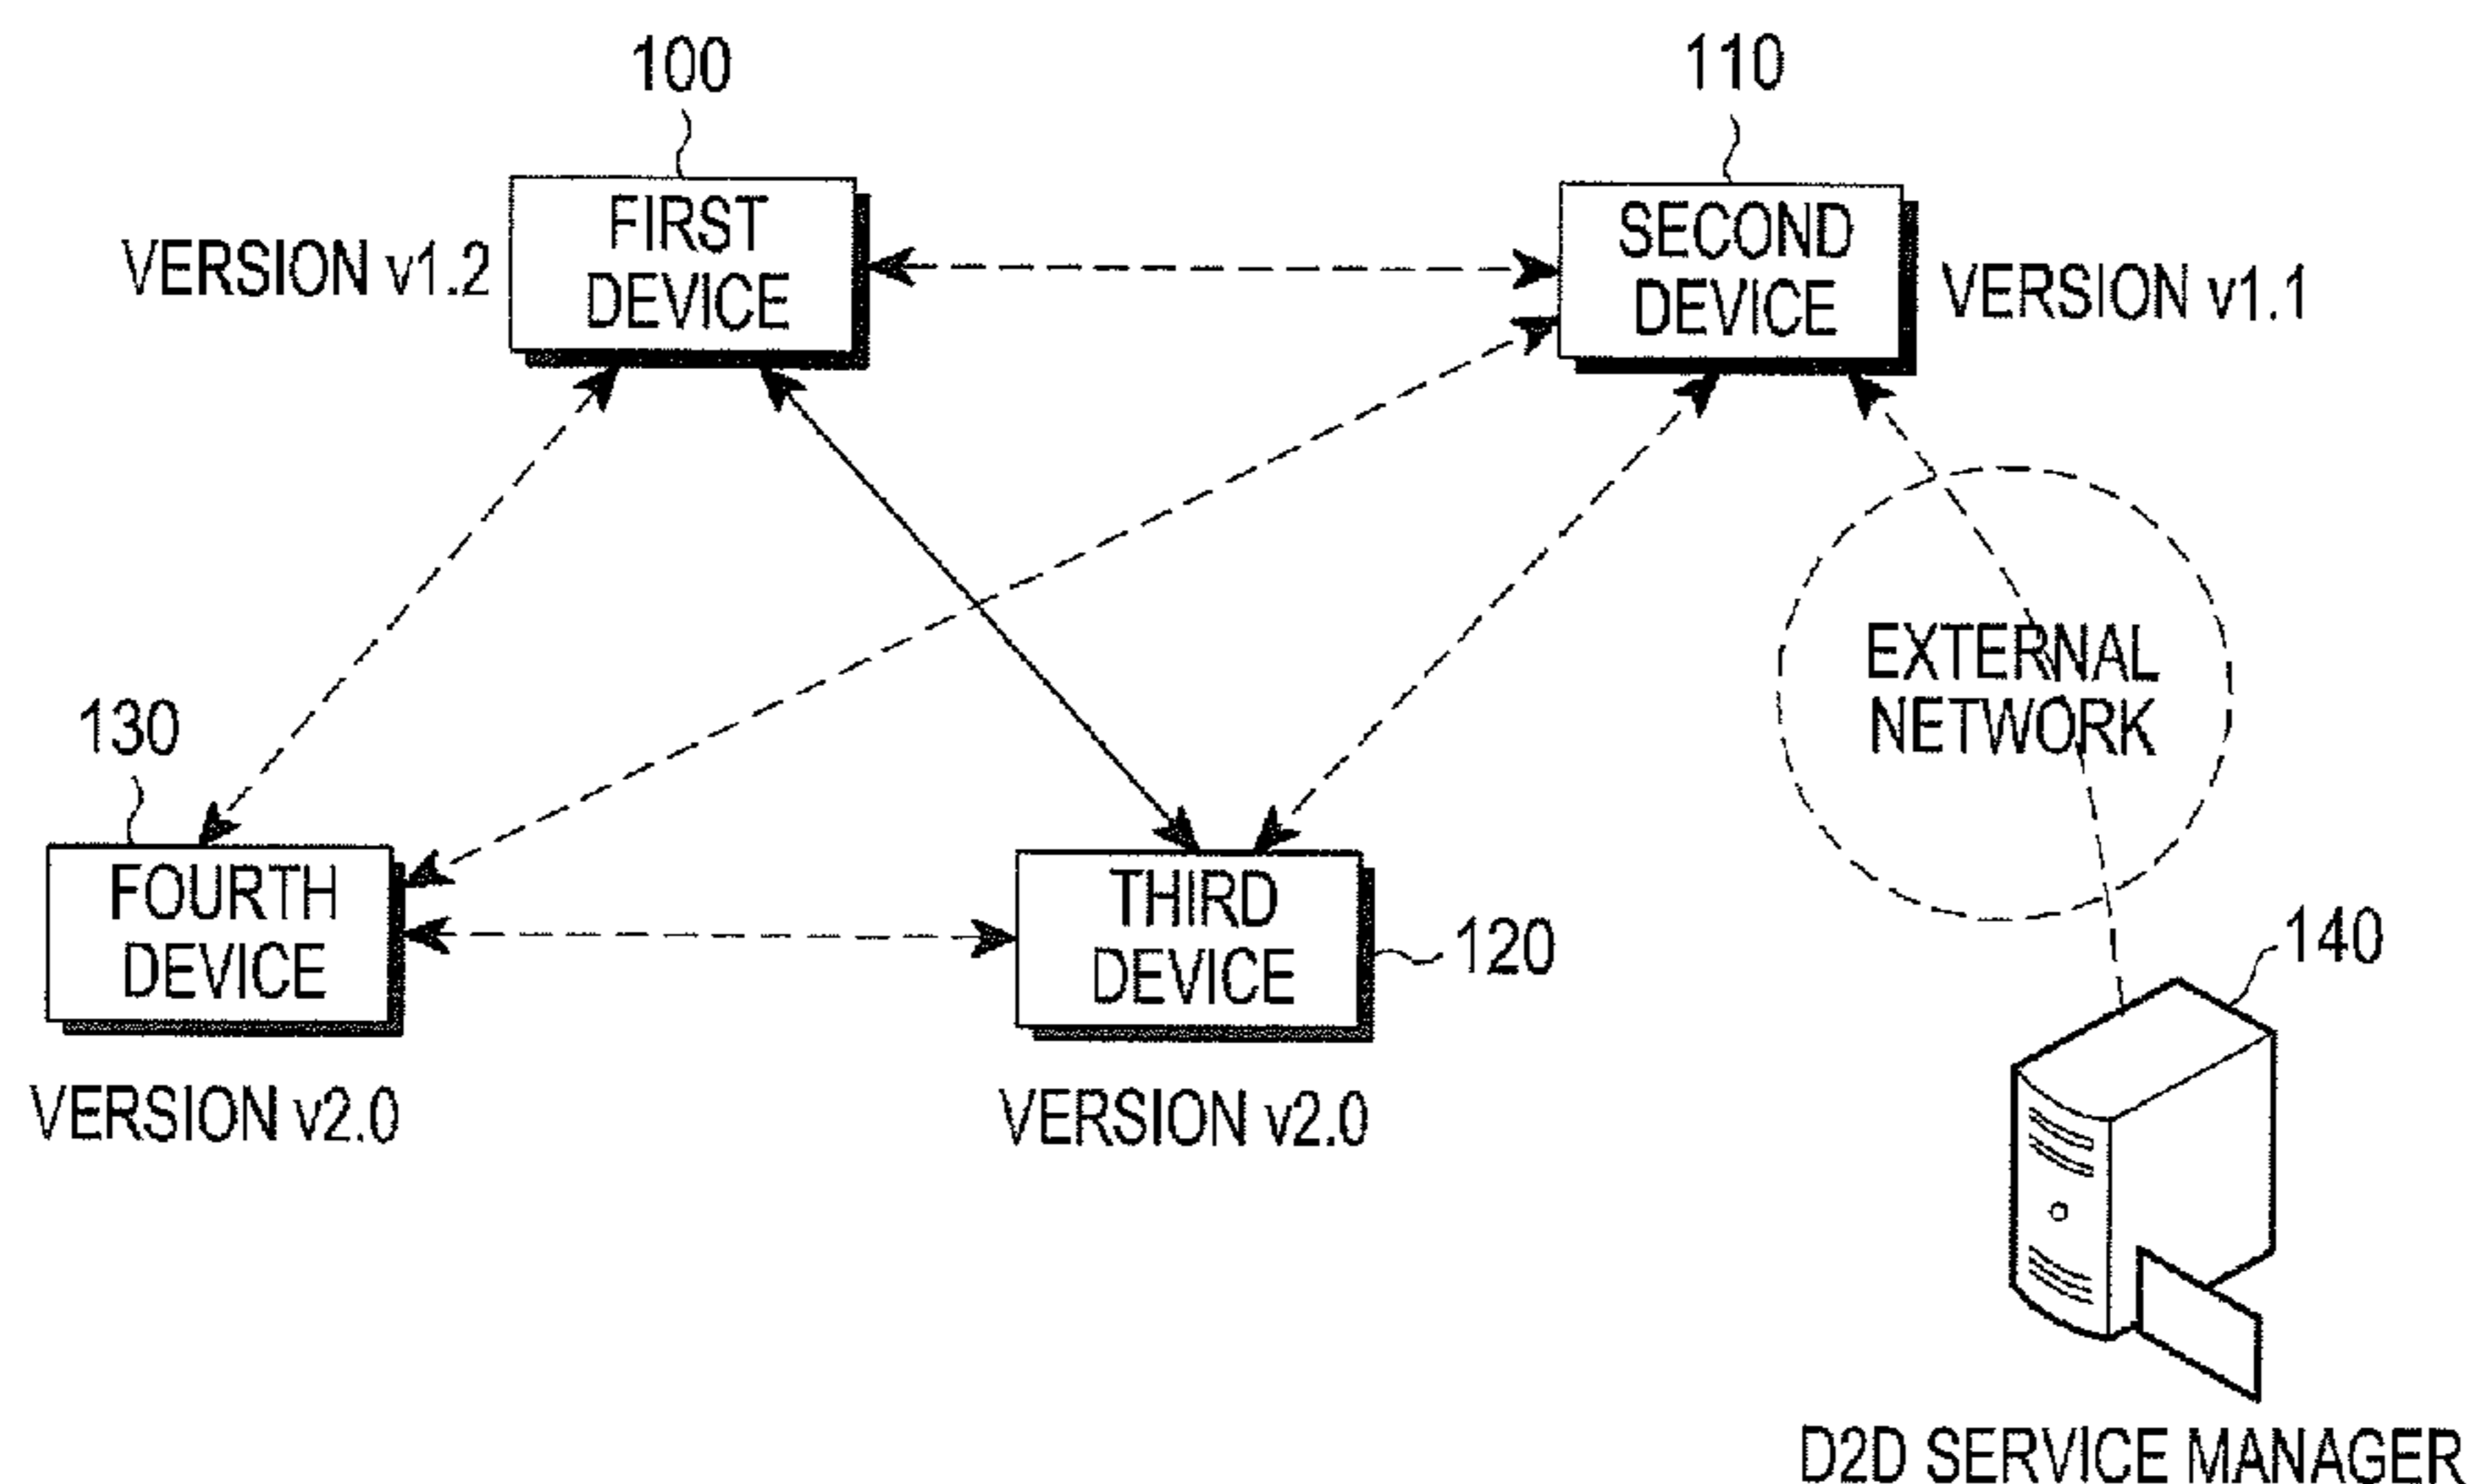 100
110
FIRST
DEVICE
VERSION v1.2
SECOND
DEVICE
VERSION v1.1
EXTERNAL
NETWORK
130
FOURTH
DEVICE
VERSION v2.0
THIRD
DEVICE
120
VERSION v2.0
140
D2D SERVICE MANAGER